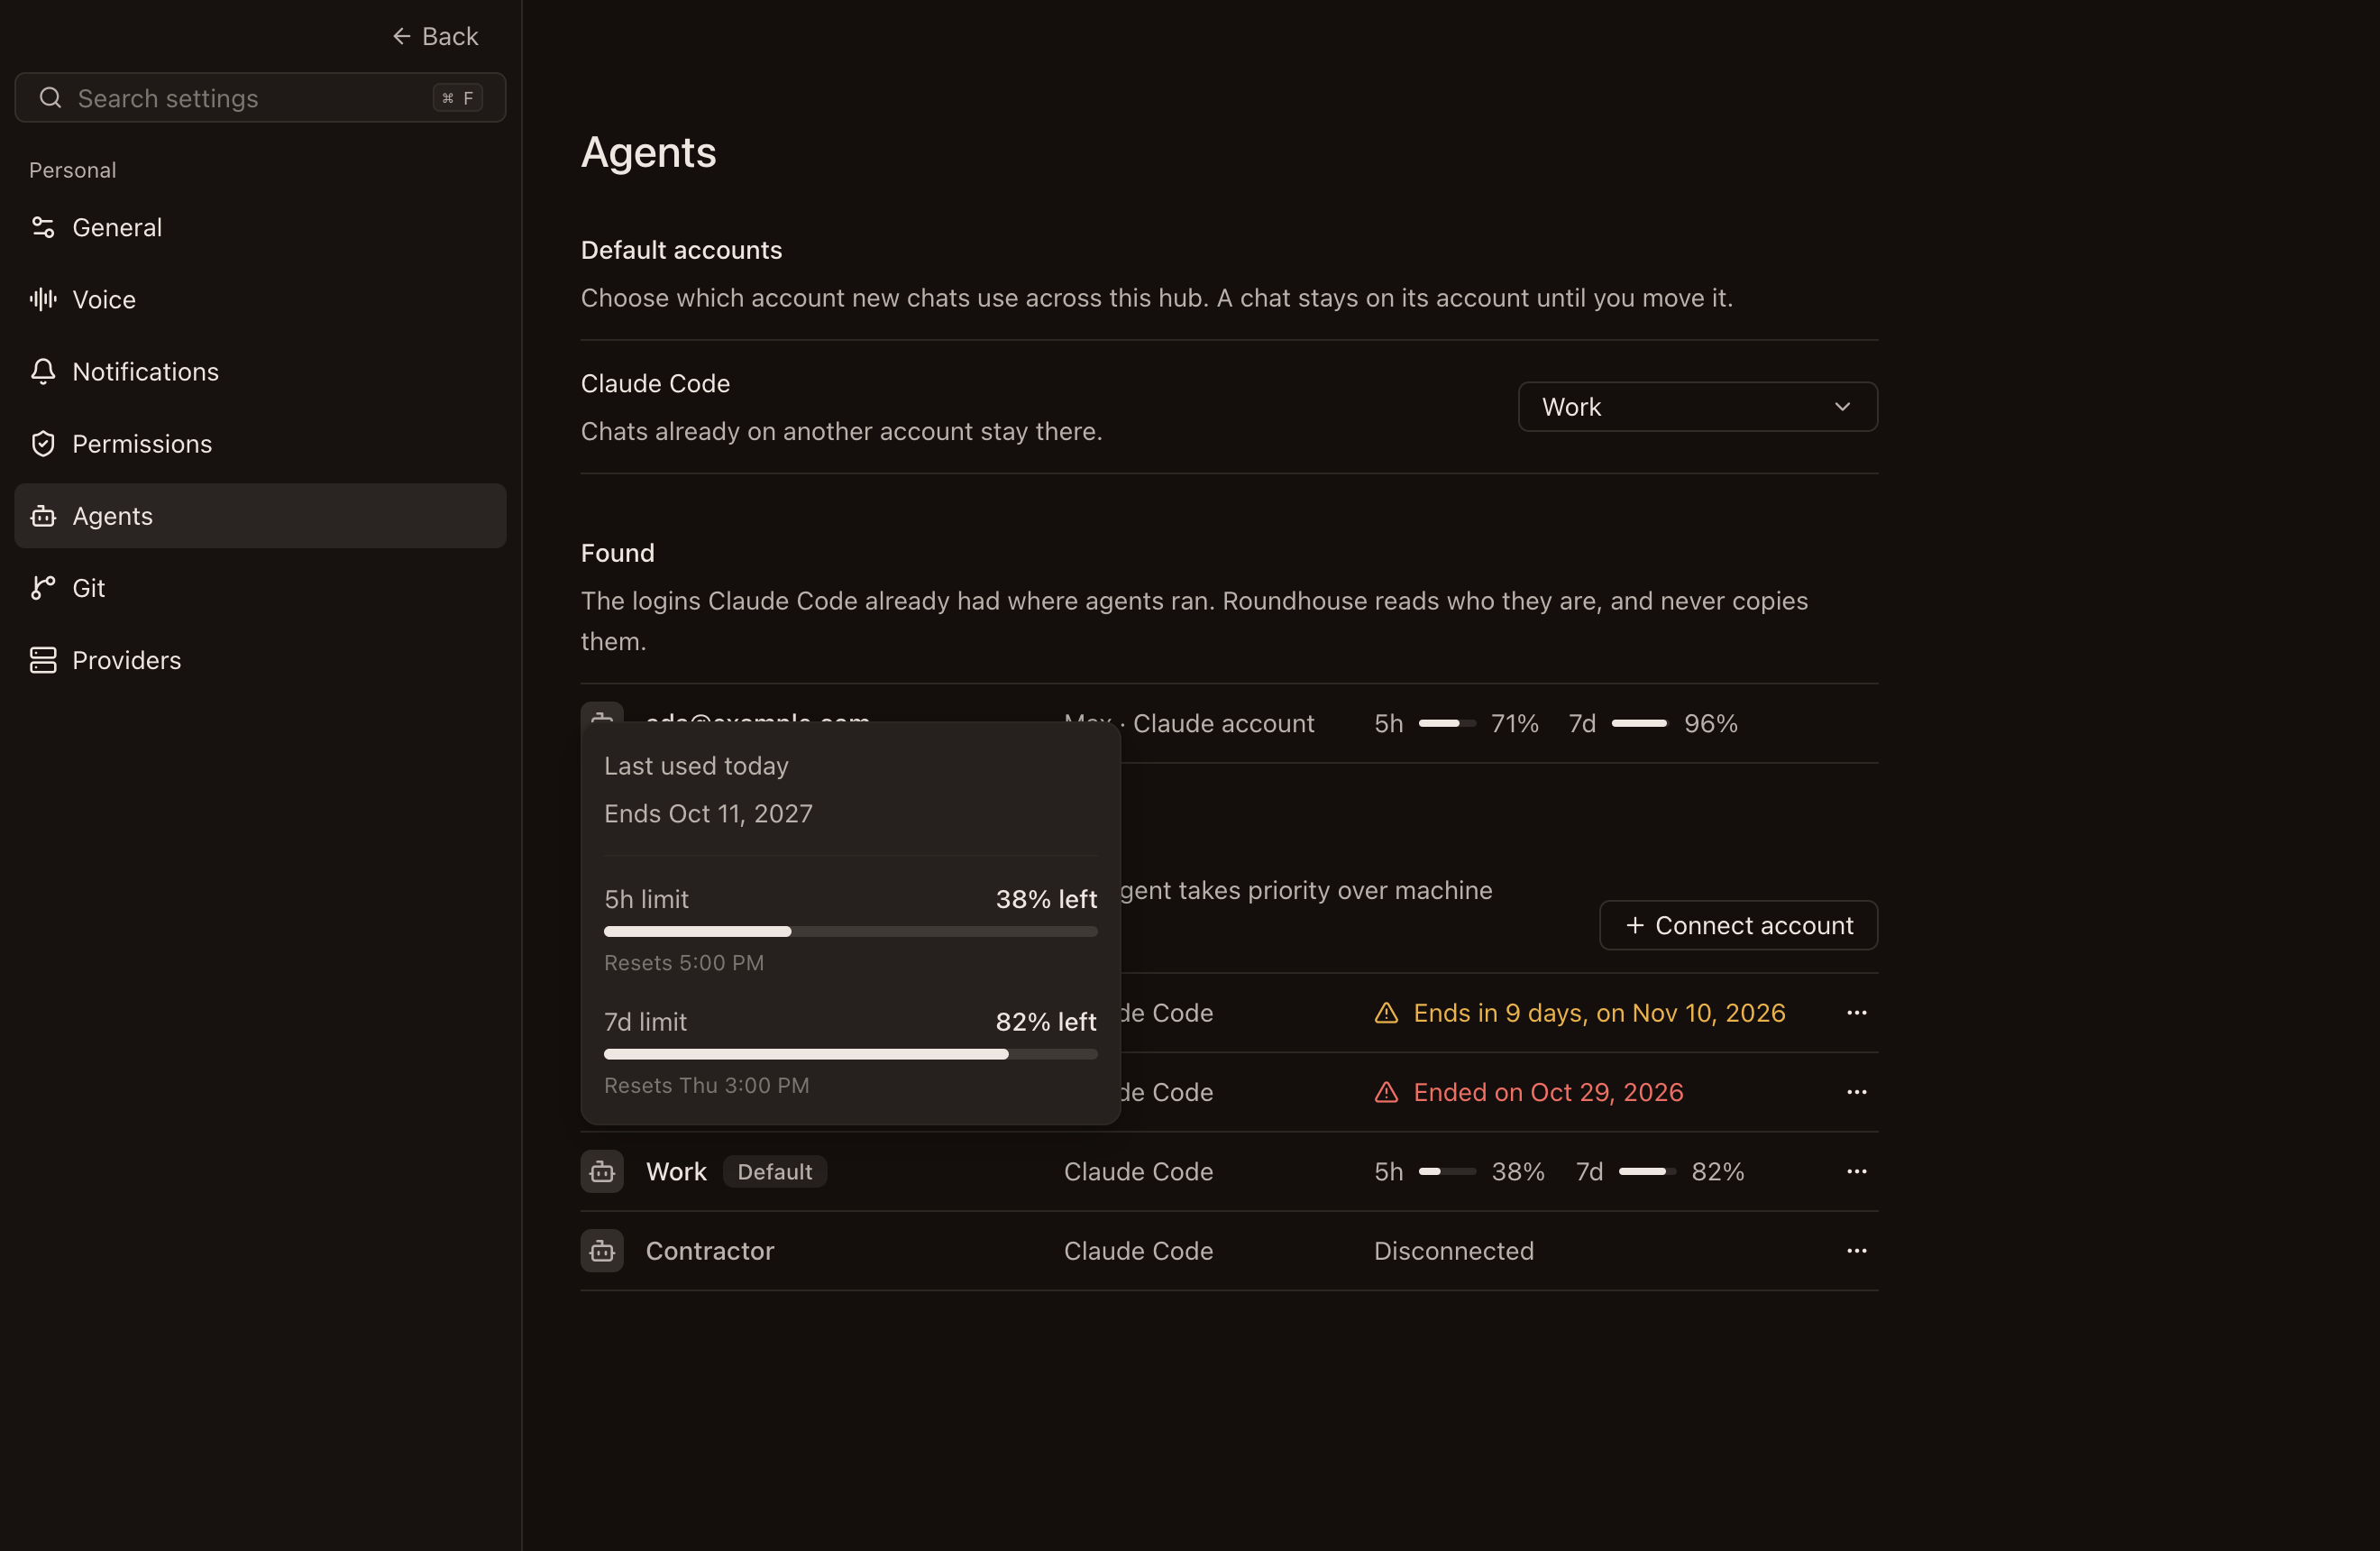 Back
Search settings
⌘ F
Personal
General
Voice
Notifications
Permissions
Agents
Git
Providers
Agents
Default accounts
Choose which account new chats use across this hub. A chat stays on its account until you move it.
Claude Code
Work
Chats already on another account stay there.
Found
The logins Claude Code already had where agents ran. Roundhouse reads who they are, and never copies
them.
· Claude account 5h 71% 7d 96%
Last used today
Ends Oct 11, 2027
5h limit 38% left
Resets 5:00 PM
7d limit 82% left
Resets Thu 3:00 PM
takes priority over machine
Connect account
Code Ends in 9 days, on Nov 10, 2026
Code Ended on Oct 29, 2026
Work Default Claude Code 5h 38% 7d 82%
Contractor Claude Code Disconnected